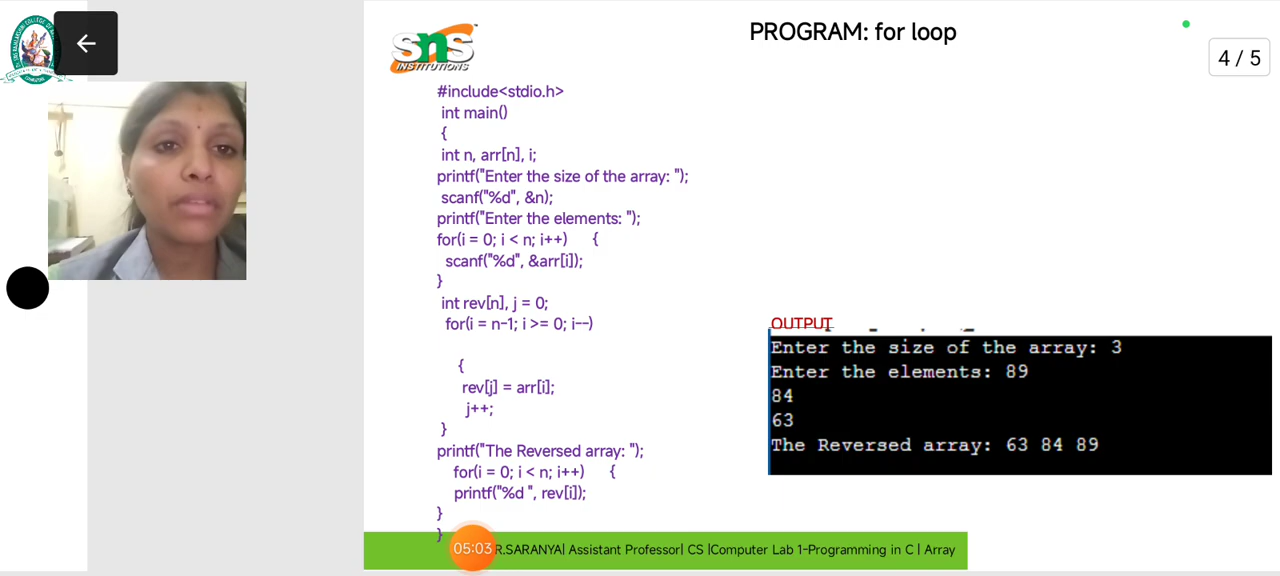 PROGRAM: for loop
4 / 5
sns
INSTITUTIONS
#include<stdio.h>
int main()
{
int n, arr[n], i;
printf("Enter the size of the array: ");
scanf("%d", &n);
printf("Enter the elements: ");
for(i = 0; i < n; i++) {
scanf("%d", &arr[i]);
}
int rev[n], j = 0;
for(i = n-1; i >= 0; i--)
{
rev[j] = arr[i];
j++;
}
printf("The Reversed array: ");
for(i = 0; i < n; i++) {
printf("%d ", rev[i]);
}
}
OUTPUT
Enter the size of the array: 3
Enter the elements: 89
84
63
The Reversed array: 63 84 89
05:03
R.SARANYA| Assistant Professor| CS |Computer Lab 1-Programming in C | Array